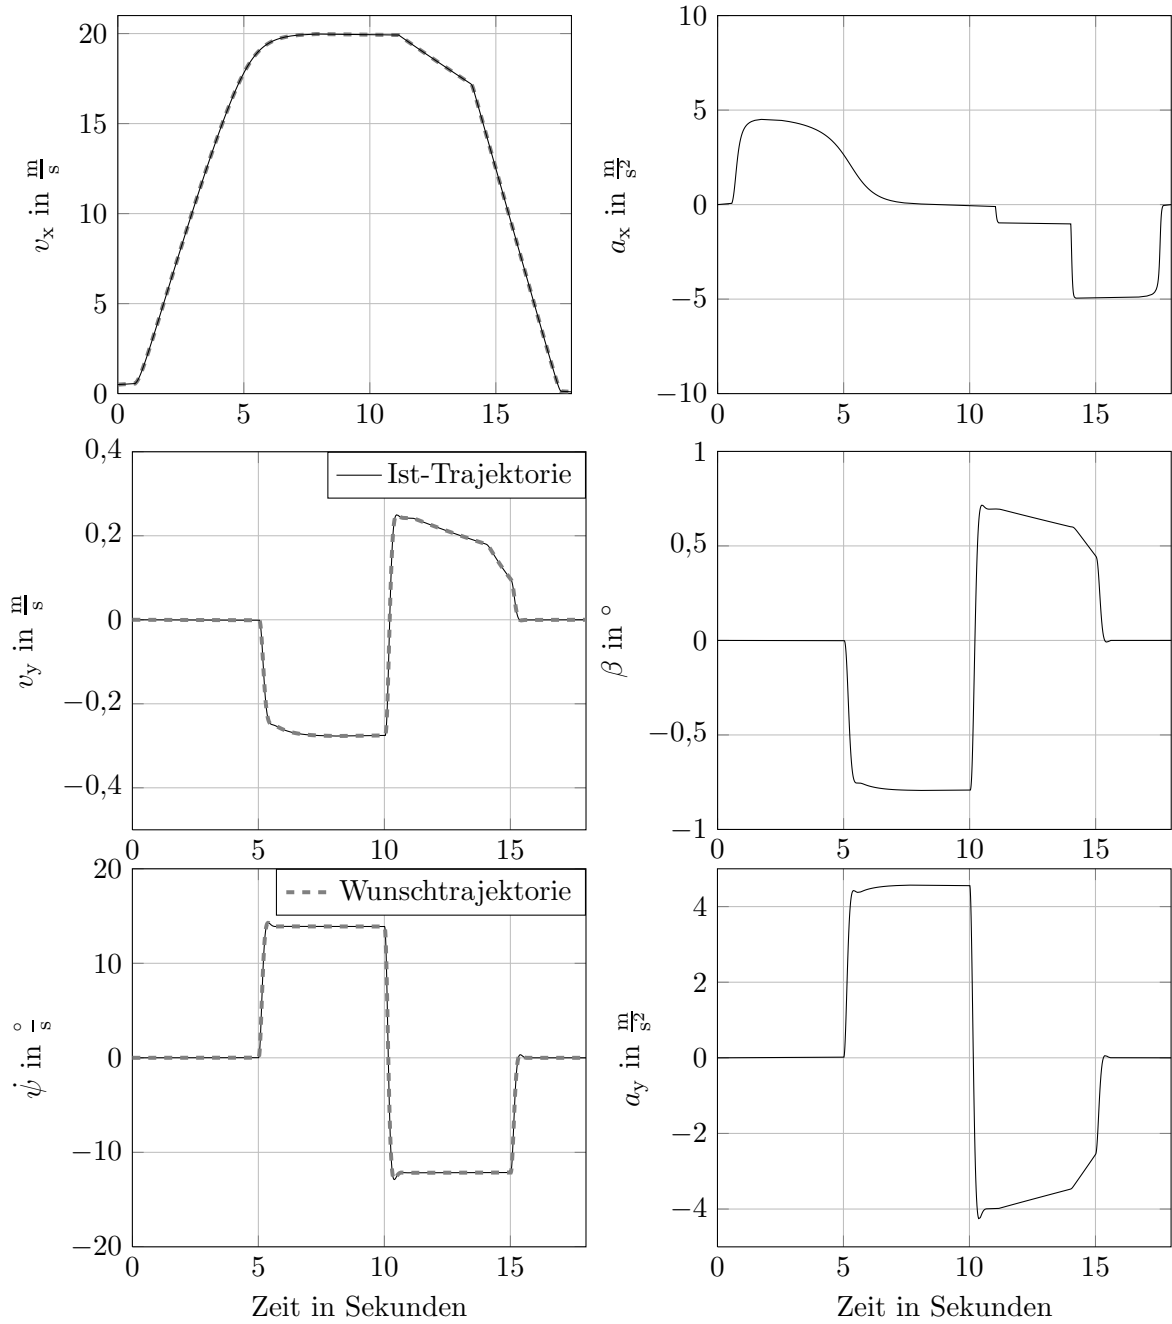 20
15
10
5
0
0 5 10 15
v_x in m/s
10
5
0
−5
−10
0 5 10 15
a_x in m/s²
0,4
0,2
0
−0,2
−0,4
0 5 10 15
v_y in m/s
Ist-Trajektorie
1
0,5
0
−0,5
−1
0 5 10 15
β in °
20
10
0
−10
−20
0 5 10 15
ψ̇ in °/s
Wunschtrajektorie
Zeit in Sekunden
4
2
0
−2
−4
0 5 10 15
a_y in m/s²
Zeit in Sekunden